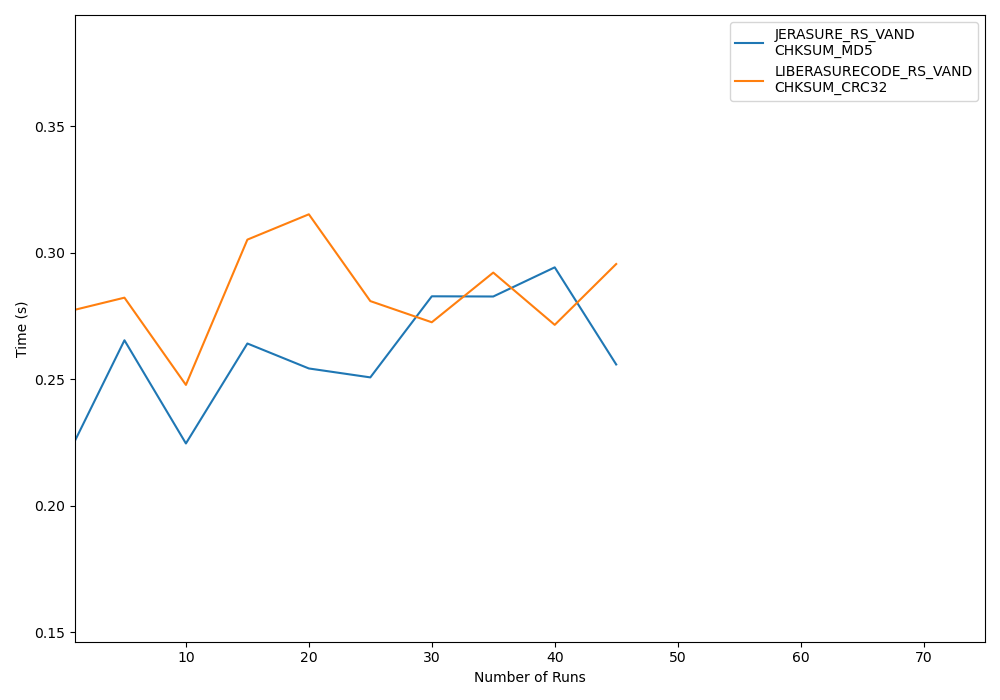 JERASURE_RS_VAND
CHKSUM_MD5
LIBERASURECODE_RS_VAND
CHKSUM_CRC32
Time (s)
0.35
0.30
0.25
0.20
0.15
10 20 30 40 50 60 70
Number of Runs